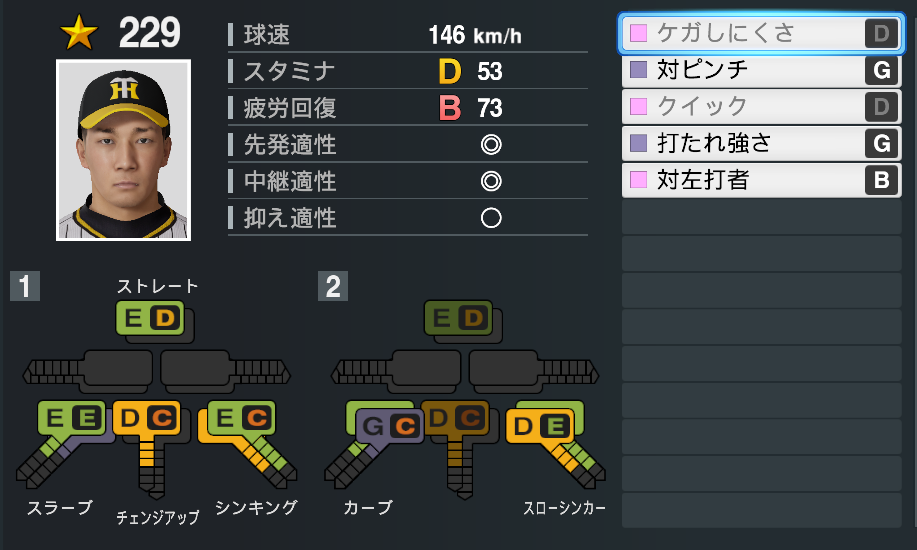 ★ 229
球速 146 km/h
スタミナ D 53
疲労回復 B 73
先発適性 ◎
中継適性 ◎
抑え適性 ○
ケガしにくさ D
対ピンチ G
クイック D
打たれ強さ G
対左打者 B
1
ストレート
E D
E E
D C
E C
スラーブ
チェンジアップ
シンキング
2
E D
G C
D C
D E
カーブ
スローシンカー